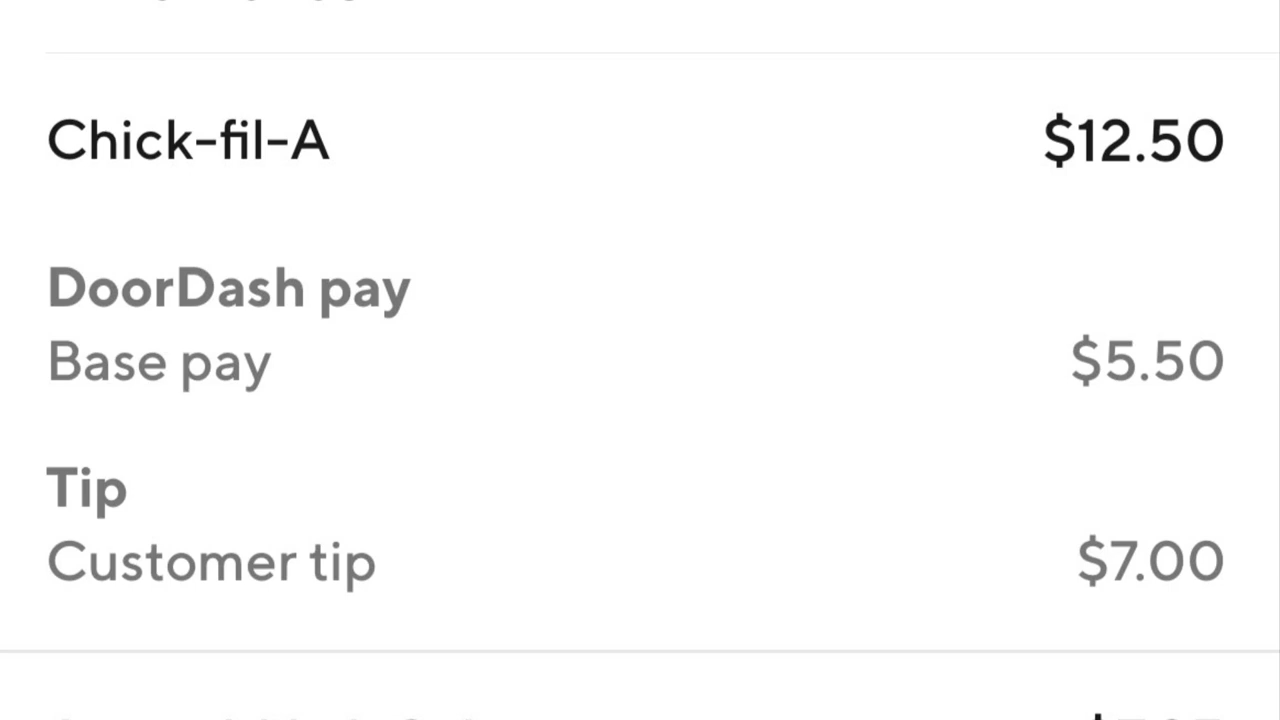 Chick-fil-A $12.50
DoorDash pay
Base pay $5.50
Tip
Customer tip $7.00